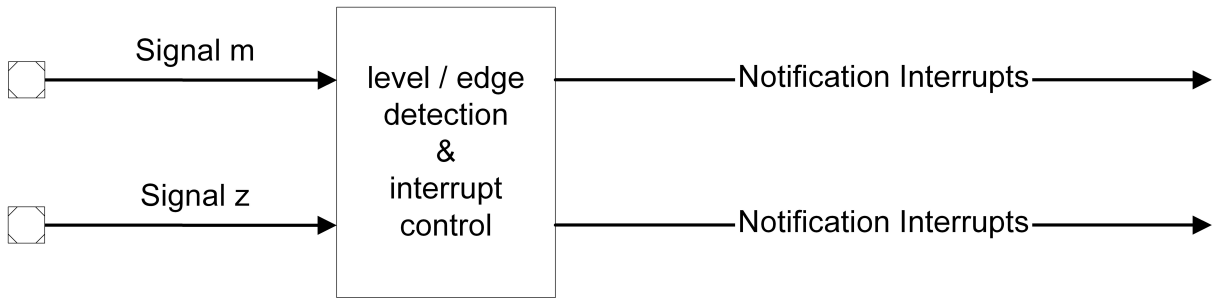 Signal m
level / edge
detection
&
interrupt
control
Notification Interrupts
Signal z
Notification Interrupts